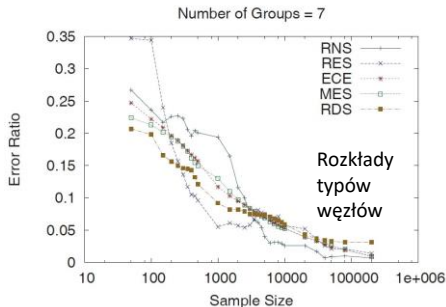 Number of Groups = 7
0.35
0.3
0.25
0.2
0.15
0.1
0.05
0
Error Ratio
RNS
RES
ECE
MES
RDS
Rozkłady
typów
węzłów
10
100
1000
10000
100000
1e+006
Sample Size